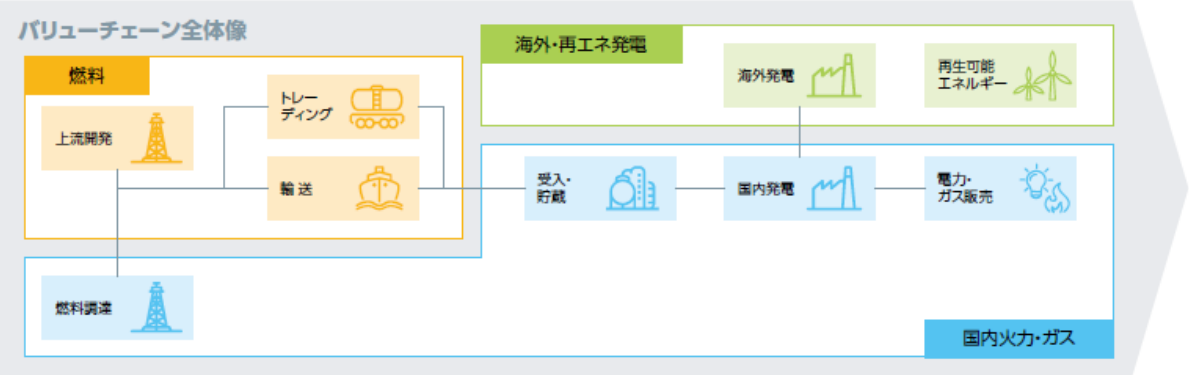 バリューチェーン全体像
燃料
上流開発
トレー
ディング
輸送
海外・再エネ発電
海外発電
再生可能
エネルギー
受入・
貯蔵
国内発電
電力・
ガス販売
燃料調達
国内火力・ガス